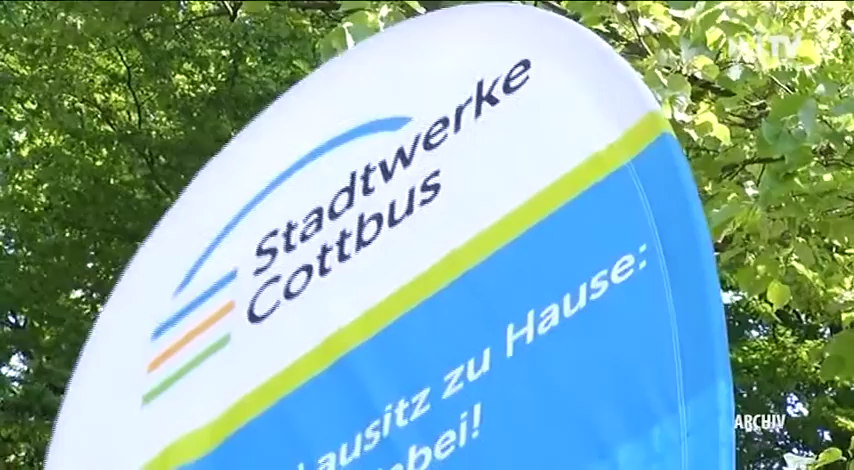 Stadtwerke
Cottbus
Lausitz zu Hause:
dabei!
ARCHIV